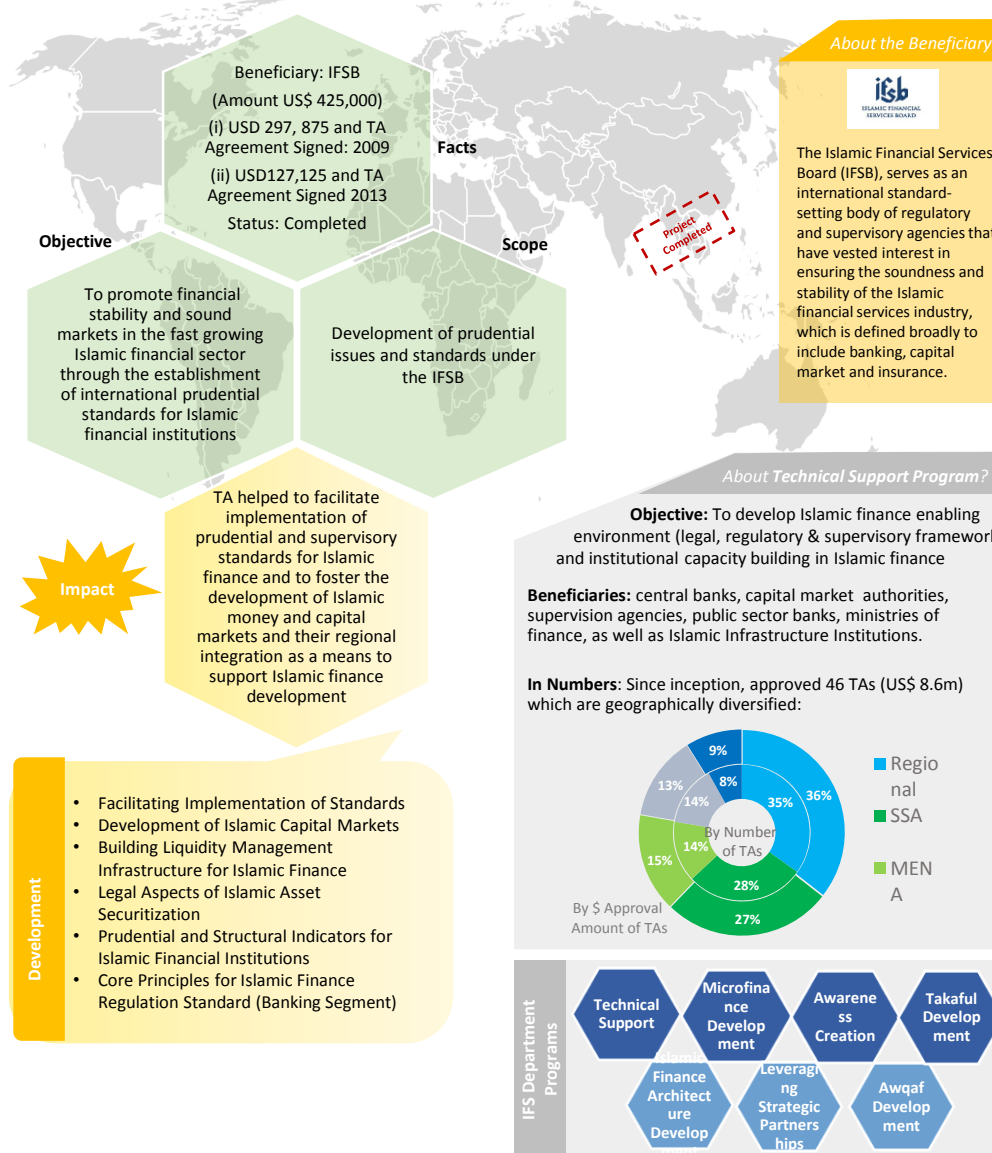 Beneficiary: IFSB
(Amount US$ 425,000)
(i) USD 297, 875 and TA
Agreement Signed: 2009
(ii) USD127,125 and TA
Agreement Signed 2013
Status: Completed
Facts
Objective
To promote financial
stability and sound
markets in the fast growing
Islamic financial sector
through the establishment
of international prudential
standards for Islamic
financial institutions
Scope
Development of prudential
issues and standards under
the IFSB
Project
Completed
About the Beneficiary
ifsb
ISLAMIC FINANCIAL
SERVICES BOARD
The Islamic Financial Services
Board (IFSB), serves as an
international standard-
setting body of regulatory
and supervisory agencies that
have vested interest in
ensuring the soundness and
stability of the Islamic
financial services industry,
which is defined broadly to
include banking, capital
market and insurance.
Impact
TA helped to facilitate
implementation of
prudential and supervisory
standards for Islamic
finance and to foster the
development of Islamic
money and capital
markets and their regional
integration as a means to
support Islamic finance
development
Development
• Facilitating Implementation of Standards
• Development of Islamic Capital Markets
• Building Liquidity Management
Infrastructure for Islamic Finance
• Legal Aspects of Islamic Asset
Securitization
• Prudential and Structural Indicators for
Islamic Financial Institutions
• Core Principles for Islamic Finance
Regulation Standard (Banking Segment)
About Technical Support Program?
Objective: To develop Islamic finance enabling
environment (legal, regulatory & supervisory framework
and institutional capacity building in Islamic finance
Beneficiaries: central banks, capital market authorities,
supervision agencies, public sector banks, ministries of
finance, as well as Islamic Infrastructure Institutions.
In Numbers: Since inception, approved 46 TAs (US$ 8.6m)
which are geographically diversified:
9%
8%
13%
14%
35%
36%
By Number
of TAs
15%
14%
28%
27%
By $ Approval
Amount of TAs
Regio
nal
SSA
MEN
A
IFS Department
Programs
Technical
Support
Microfina
nce
Develop
ment
Awarene
ss
Creation
Takaful
Develop
ment
Islamic
Finance
Architect
ure
Develop
ment
Leveragi
ng
Strategic
Partners
hips
Awqaf
Develop
ment